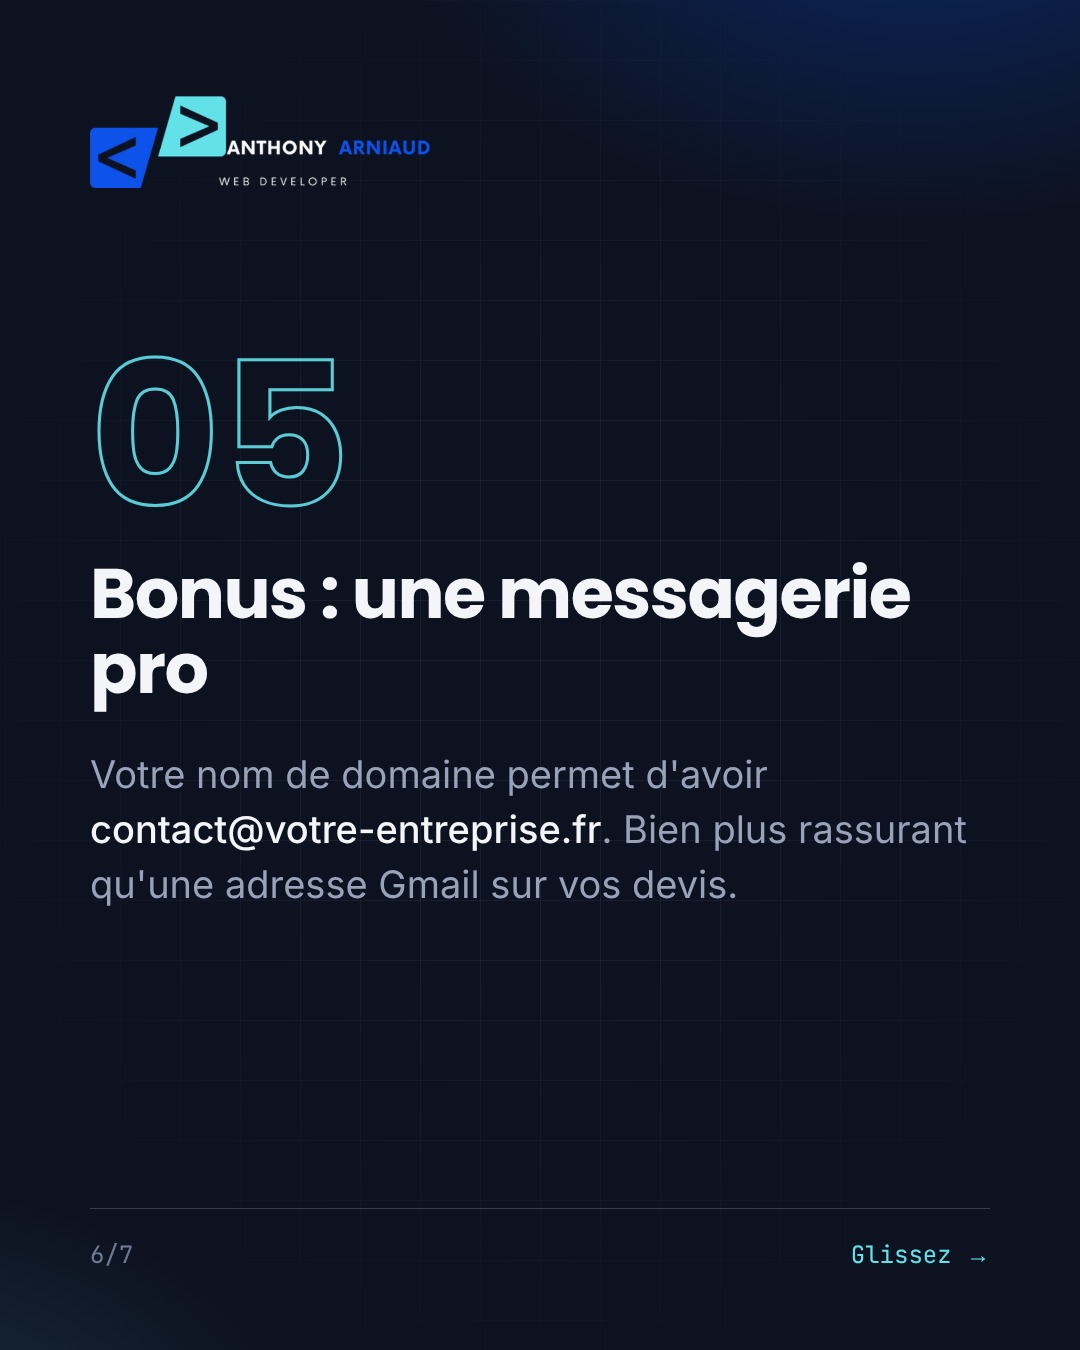 < >
ANTHONY ARNIAUD
WEB DEVELOPER
05
Bonus : une messagerie
pro
Votre nom de domaine permet d'avoir
contact@votre-entreprise.fr. Bien plus rassurant
qu'une adresse Gmail sur vos devis.
6/7
Glissez →